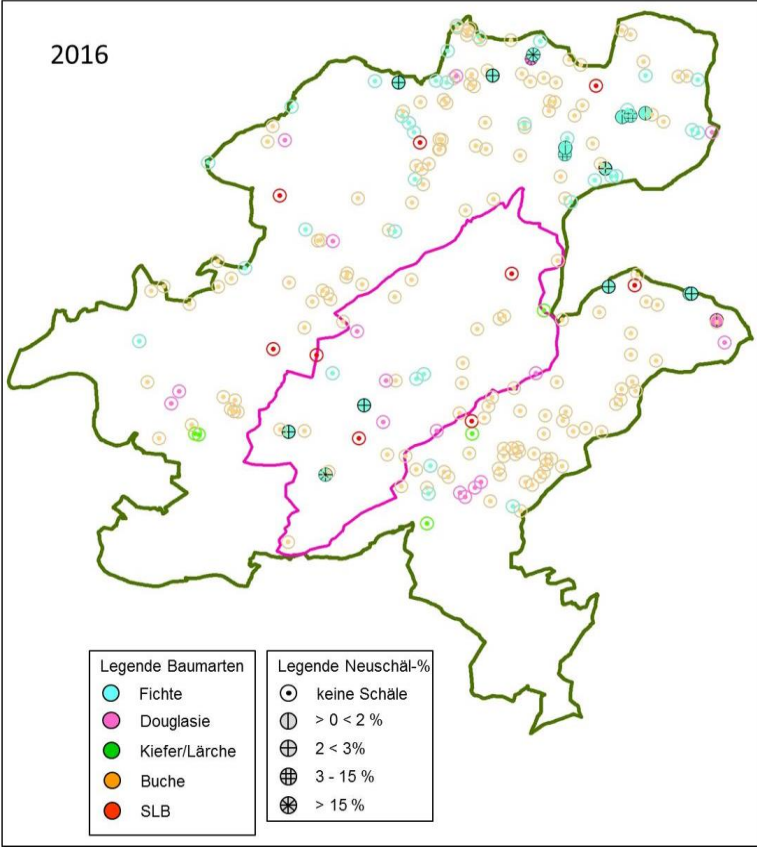 2016
Legende Baumarten
Fichte
Douglasie
Kiefer/Lärche
Buche
SLB
Legende Neuschäl-%
keine Schäle
> 0 < 2 %
2 < 3%
3 - 15 %
> 15 %